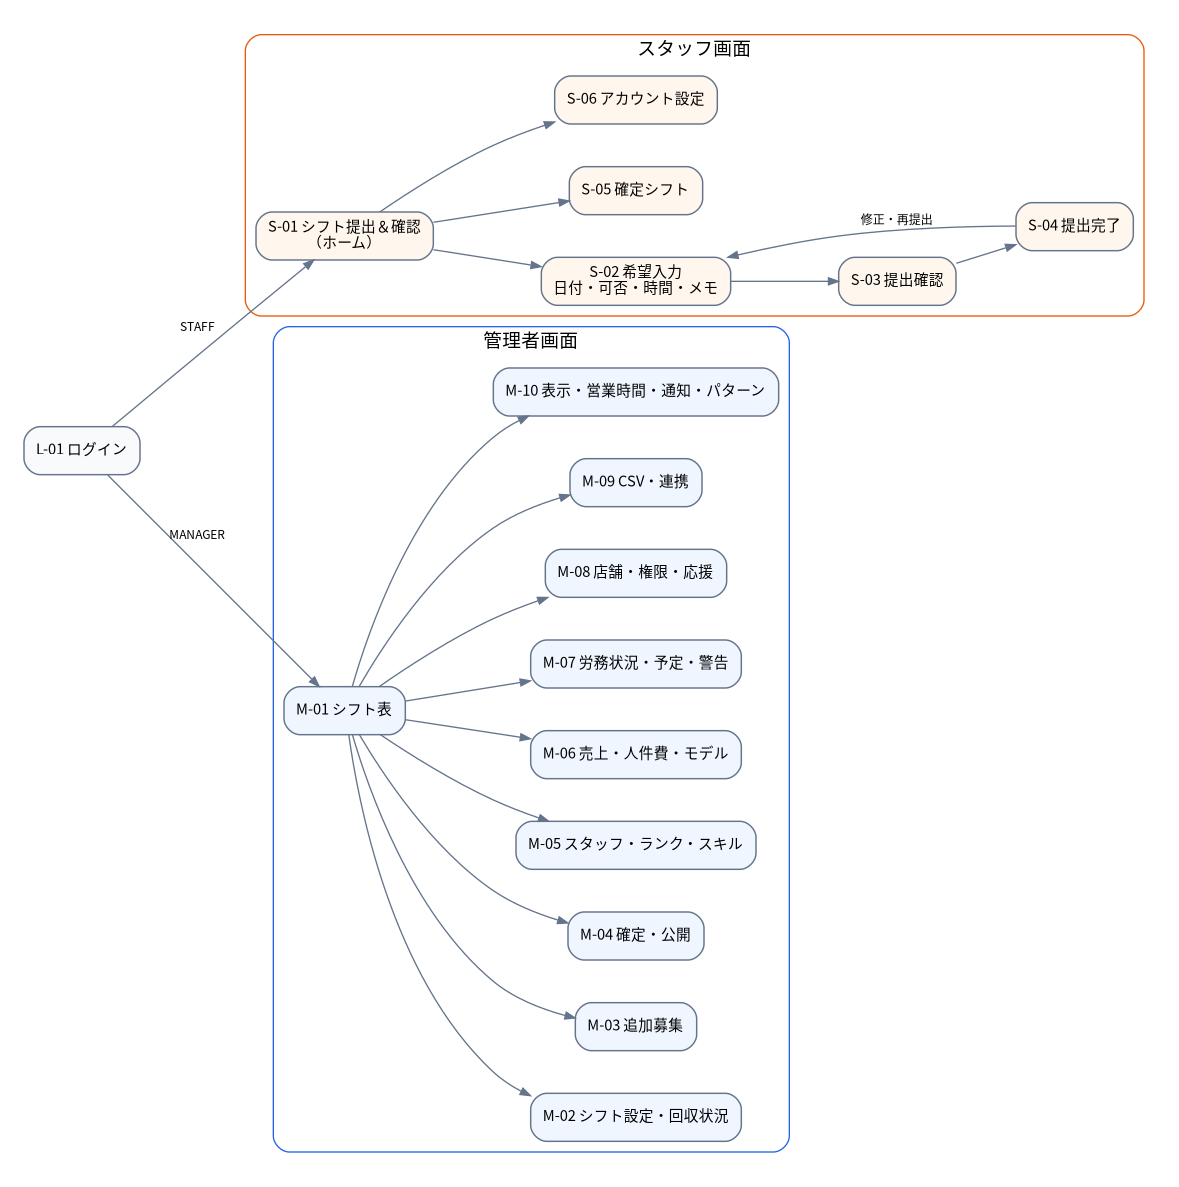 スタッフ画面
S-06 アカウント設定
S-05 確定シフト
S-01 シフト提出＆確認
（ホーム）
修正・再提出
S-04 提出完了
S-02 希望入力
日付・可否・時間・メモ
S-03 提出確認
STAFF
L-01 ログイン
MANAGER
管理者画面
M-10 表示・営業時間・通知・パターン
M-09 CSV・連携
M-08 店舗・権限・応援
M-07 労務状況・予定・警告
M-01 シフト表
M-06 売上・人件費・モデル
M-05 スタッフ・ランク・スキル
M-04 確定・公開
M-03 追加募集
M-02 シフト設定・回収状況